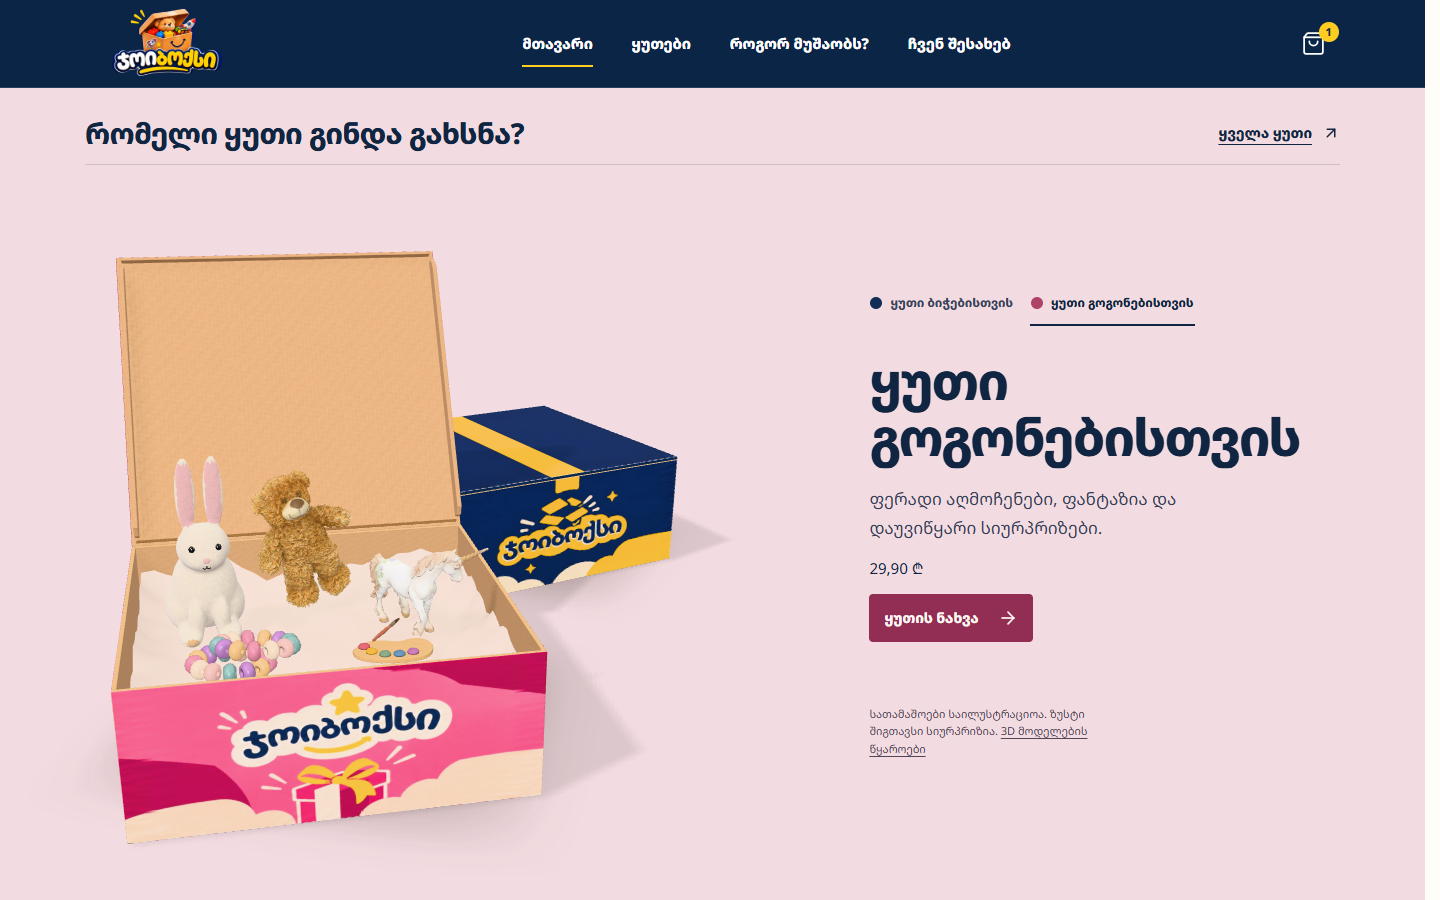 ჯოიბოქსი
მთავარი
ყუთები
როგორ მუშაობს?
ჩვენ შესახებ
1
რომელი ყუთი გინდა გახსნა?
ყველა ყუთი
ყუთი ბიჭებისთვის
ყუთი გოგონებისთვის
ყუთი
გოგონებისთვის
ფერადი აღმოჩენები, ფანტაზია და
დაუვიწყარი სიურპრიზები.
29,90 ₾
ყუთის ნახვა
სათამაშოები საილუსტრაციოა. ზუსტი
შიგთავსი სიურპრიზია. 3D მოდელების
წყაროები
ჯოიბოქსი
ჯოიბოქსი